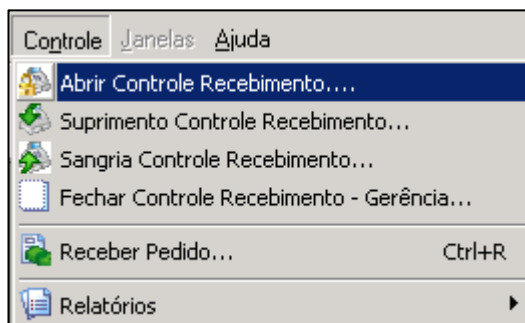 Controle Janelas Ajuda
Abrir Controle Recebimento....
Suprimento Controle Recebimento...
Sangria Controle Recebimento...
Fechar Controle Recebimento - Gerência...
Receber Pedido... Ctrl+R
Relatórios